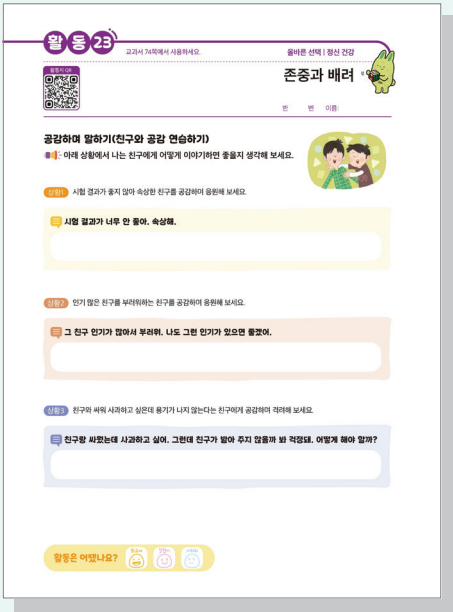 활동 23
교과서 74쪽에서 사용하세요.
올바른 선택 | 정신 건강
활동지 QR
존중과 배려
반 번 이름:
공감하며 말하기(친구와 공감 연습하기)
아래 상황에서 나는 친구에게 어떻게 이야기하면 좋을지 생각해 보세요.
상황1 시험 결과가 좋지 않아 속상한 친구를 공감하며 응원해 보세요.
시험 결과가 너무 안 좋아. 속상해.
상황2 인기 많은 친구를 부러워하는 친구를 공감하며 응원해 보세요.
그 친구 인기가 많아서 부러워. 나도 그런 인기가 있으면 좋겠어.
상황3 친구와 싸워 사과하고 싶은데 용기가 나지 않는다는 친구에게 공감하며 격려해 보세요.
친구랑 싸웠는데 사과하고 싶어. 그런데 친구가 받아 주지 않을까 봐 걱정돼. 어떻게 해야 할까?
활동은 어땠나요?